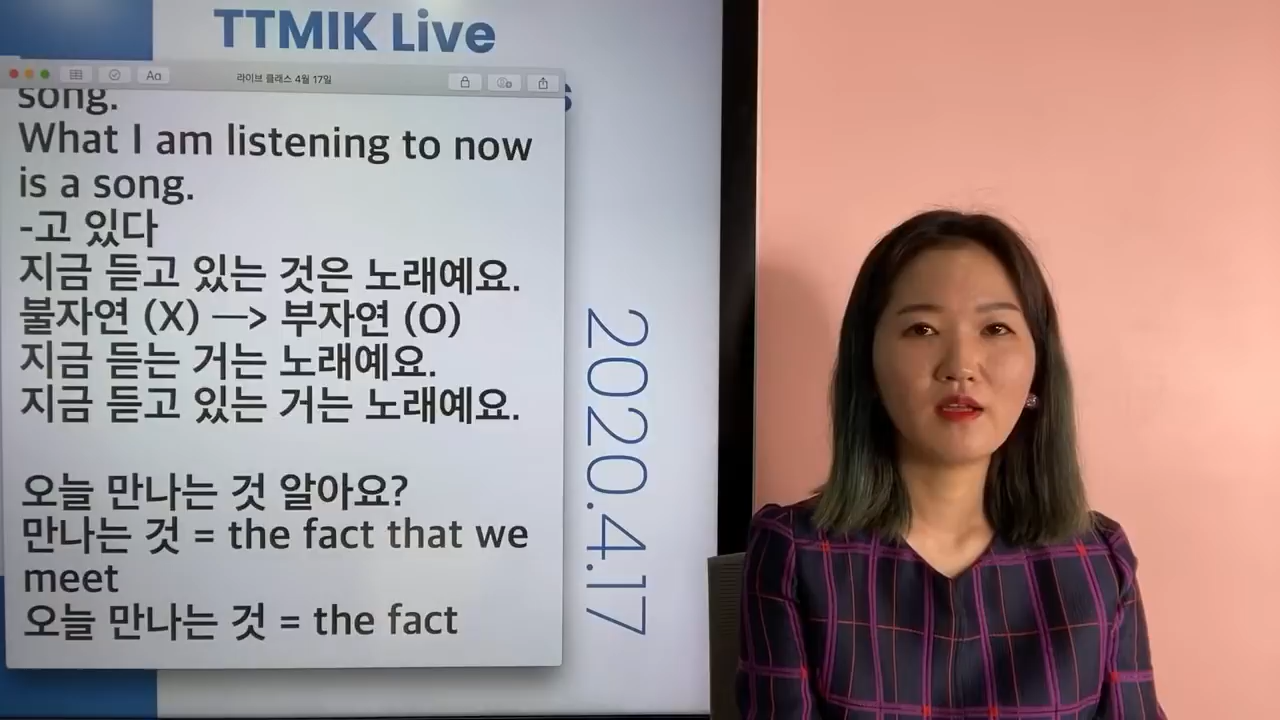 TTMIK Live
라이브 클래스 4월 17일
Aa
song.
What I am listening to now
is a song.
-고 있다
지금 듣고 있는 것은 노래예요.
불자연 (X) —> 부자연 (O)
지금 듣는 거는 노래예요.
지금 듣고 있는 거는 노래예요.
오늘 만나는 것 알아요?
만나는 것 = the fact that we
meet
오늘 만나는 것 = the fact
2020.4.17